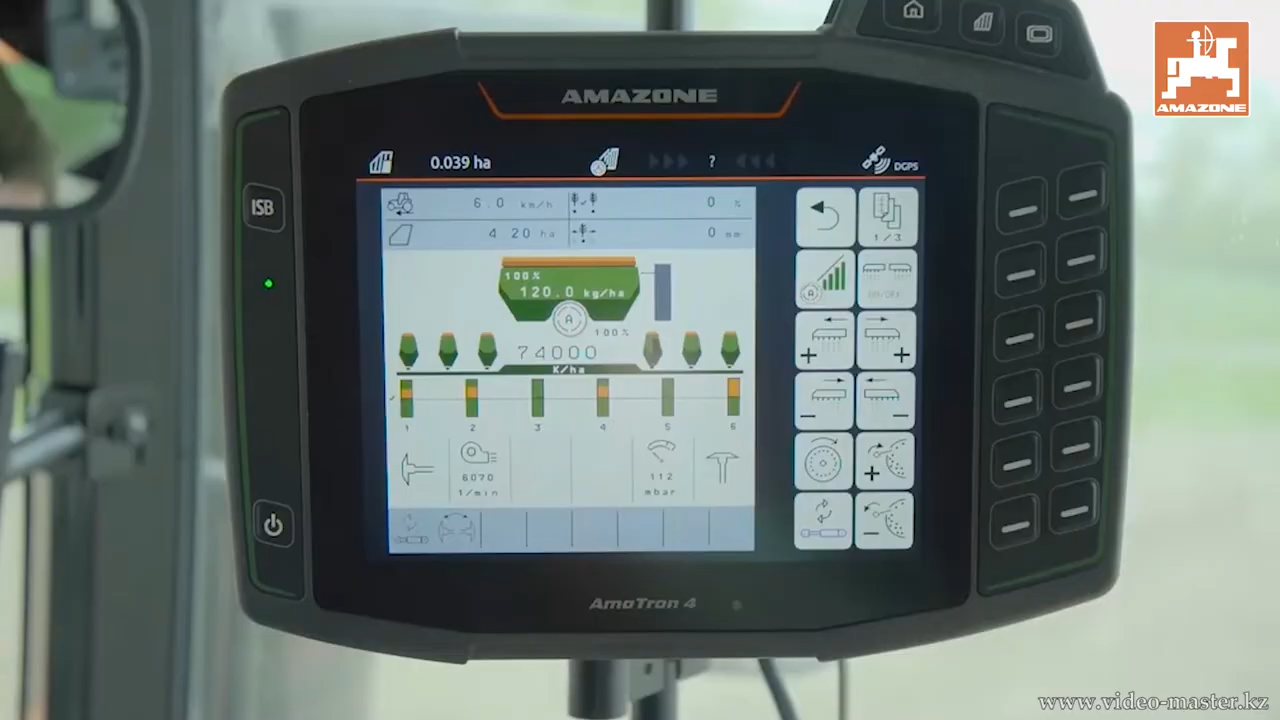 AMAZONE
AMAZONE
0.039 ha
?
DGPS
ISB
6.0 km/h
0 %
4 20 ha
0 mm
1/3
100%
120.0 kg/ha
A
100%
74000
K/ha
1 2 3 4 5 6
6070
1/min
112
mbar
AmaTron 4
www.video-master.kz